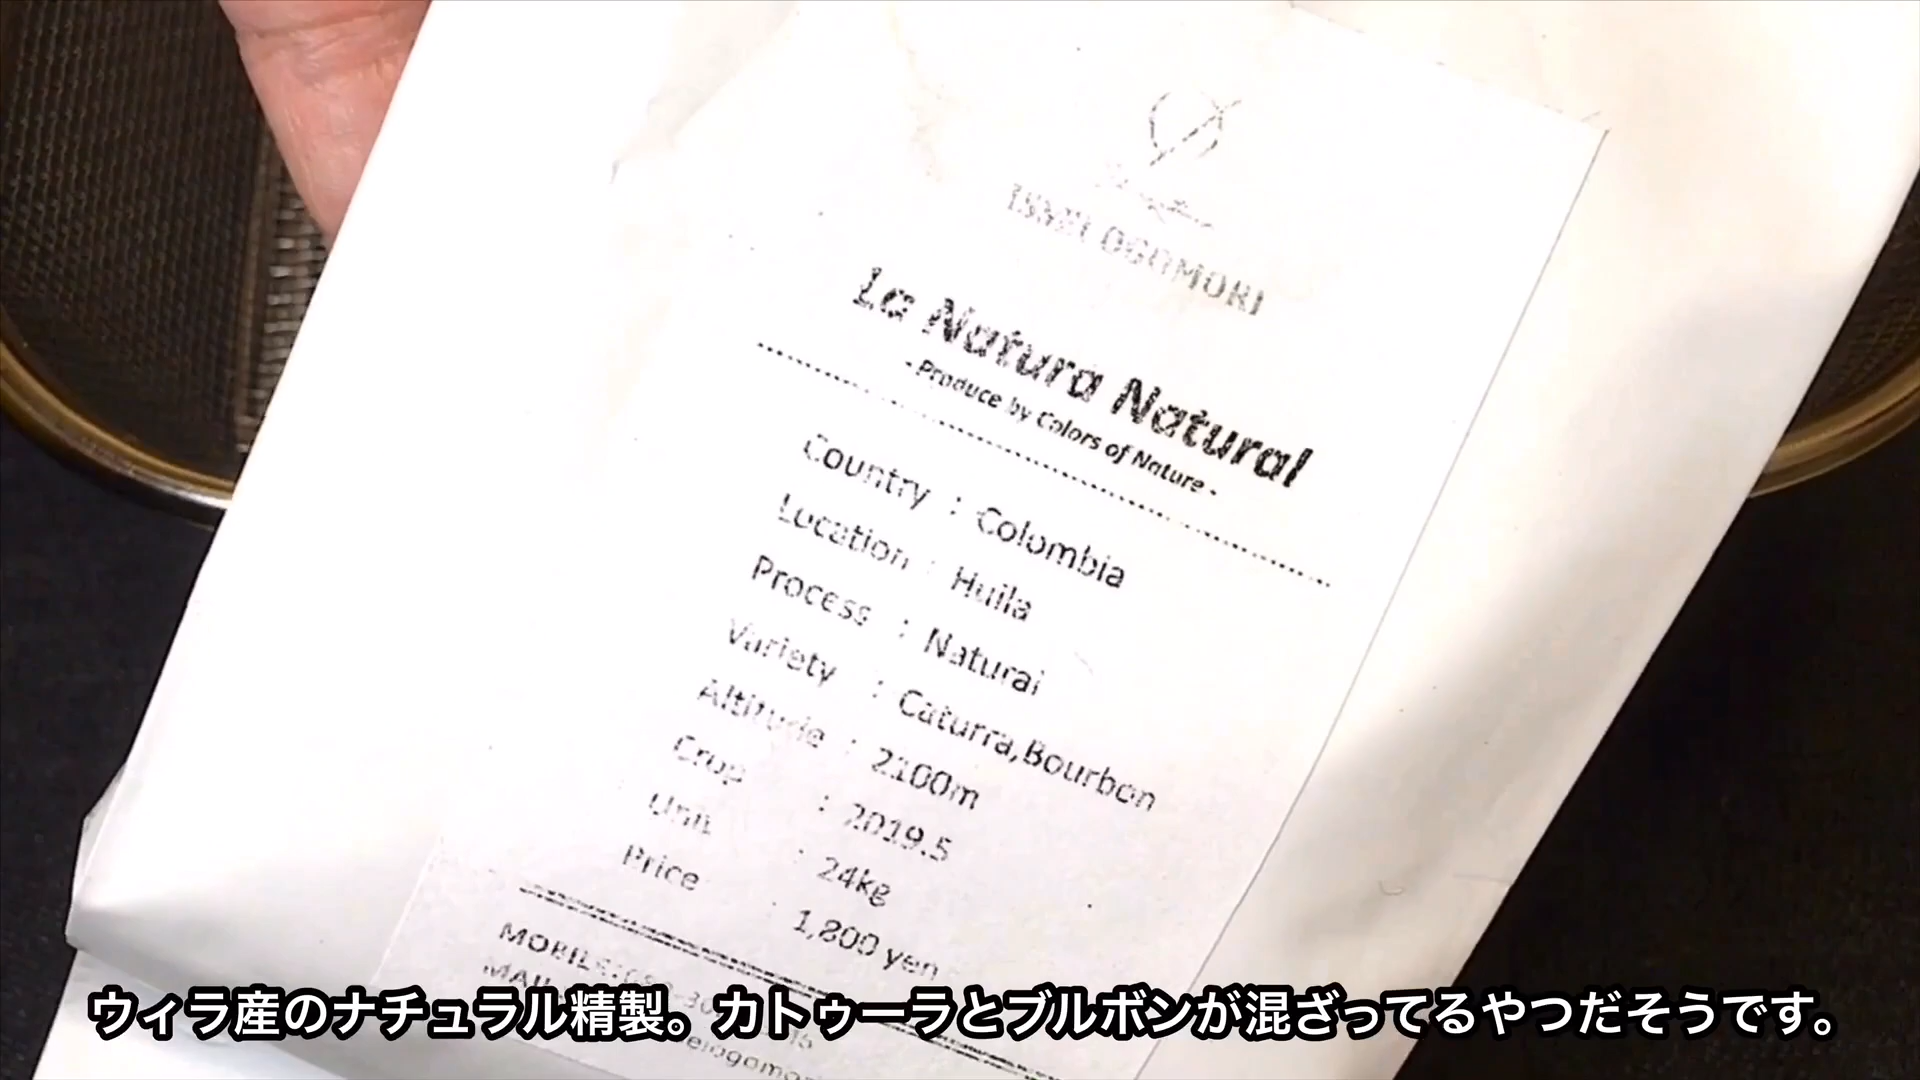 OGOMORI
La Natura Natural
- Produce by Colors of Nature -
Country : Colombia
Location : Huila
Process : Natural
Variety : Caturra,Bourbon
Altitude : 2100m
Crop : 2019.5
Unit : 24kg
Price : 1,800 yen
MOBILE:
MAIL
ウィラ産のナチュラル精製。カトゥーラとブルボンが混ざってるやつだそうです。